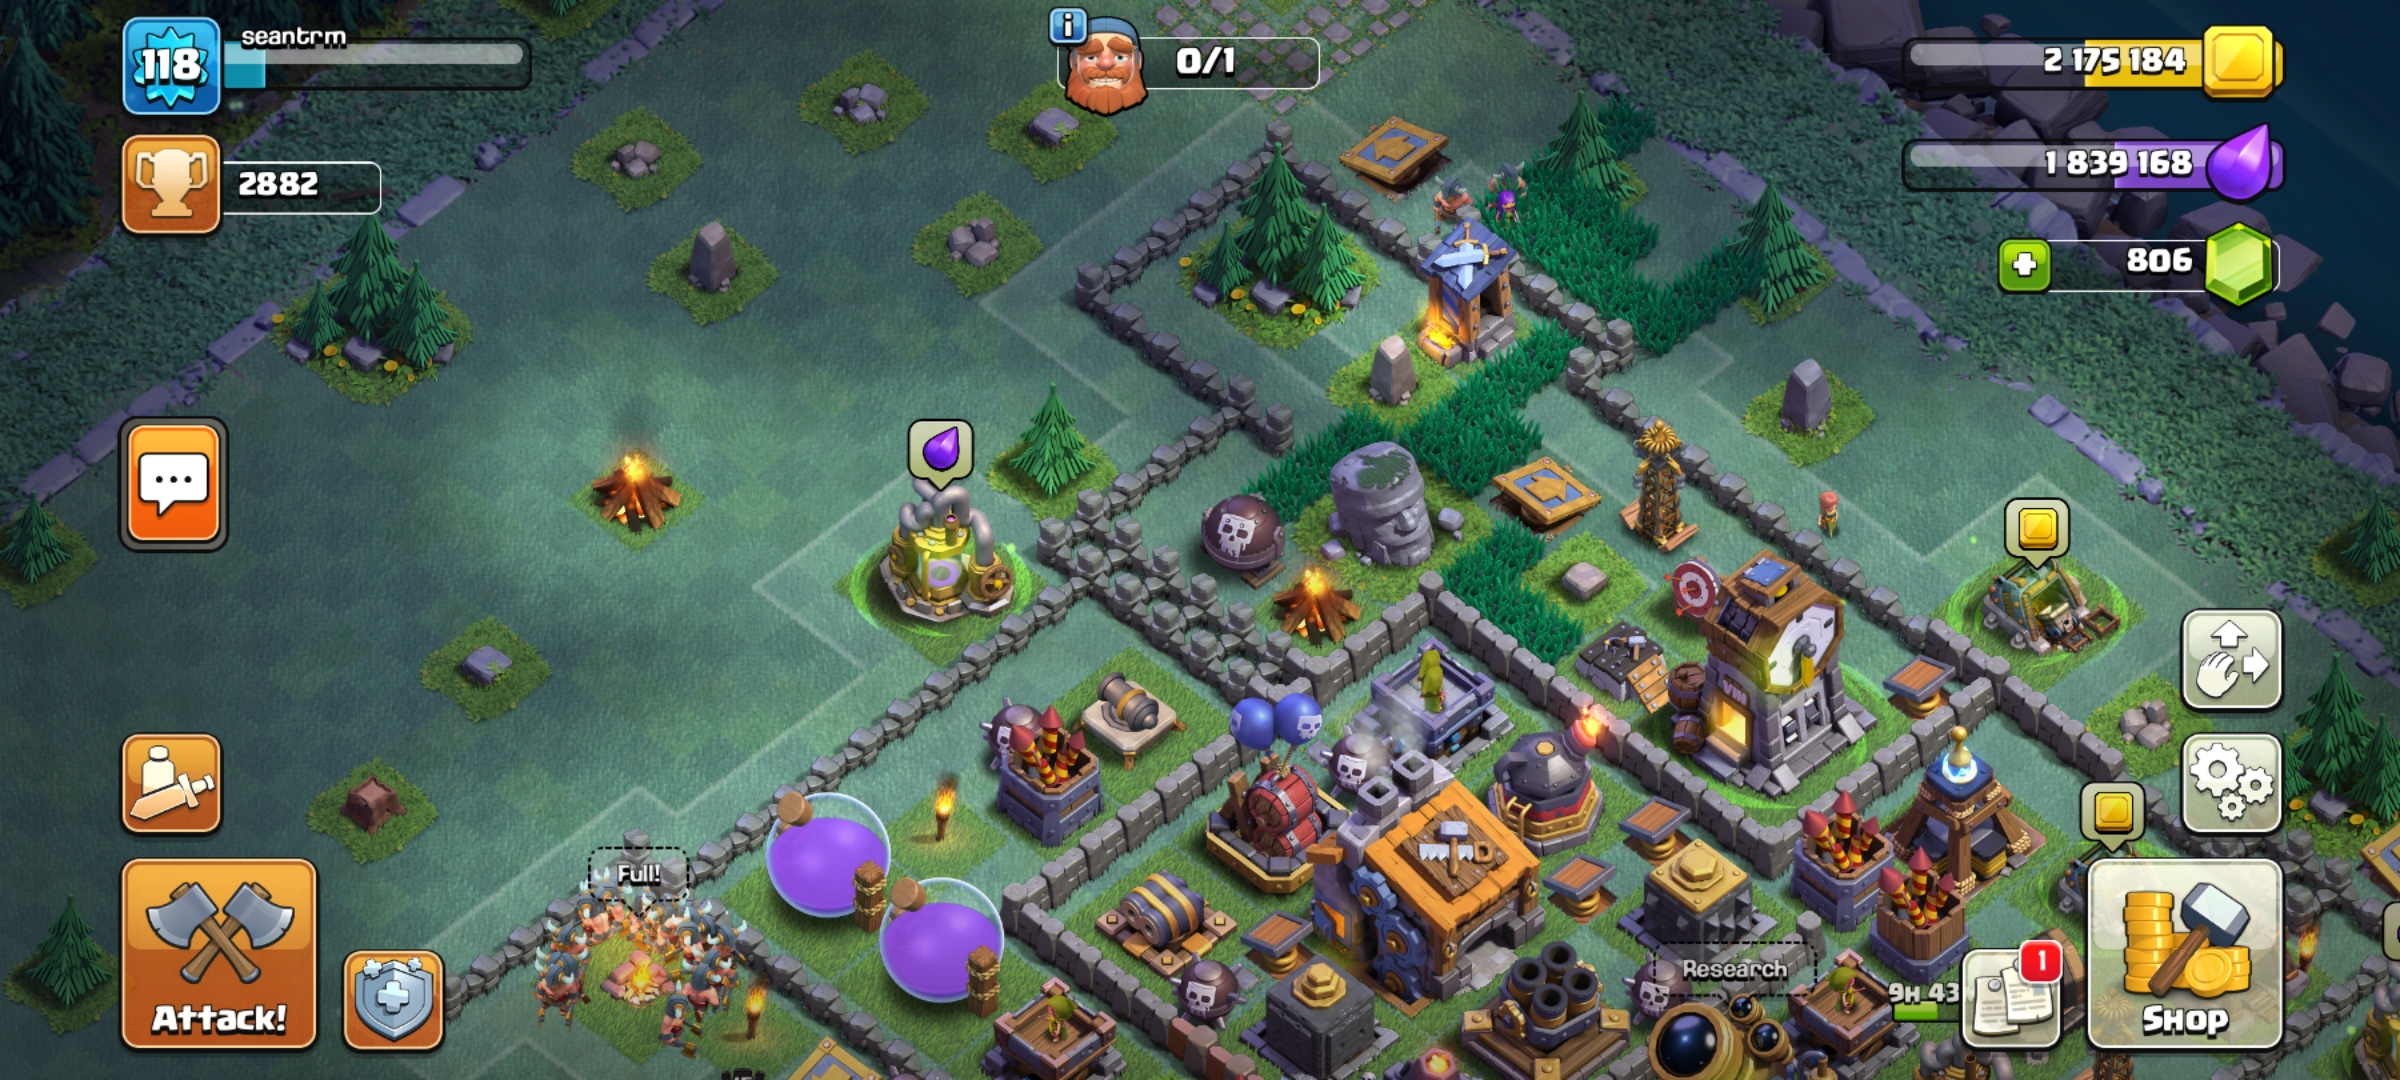 118
seantrm
i
0/1
2 175 184
2882
1 839 168
806
Full!
Research
9H 43
1
Attack!
Shop